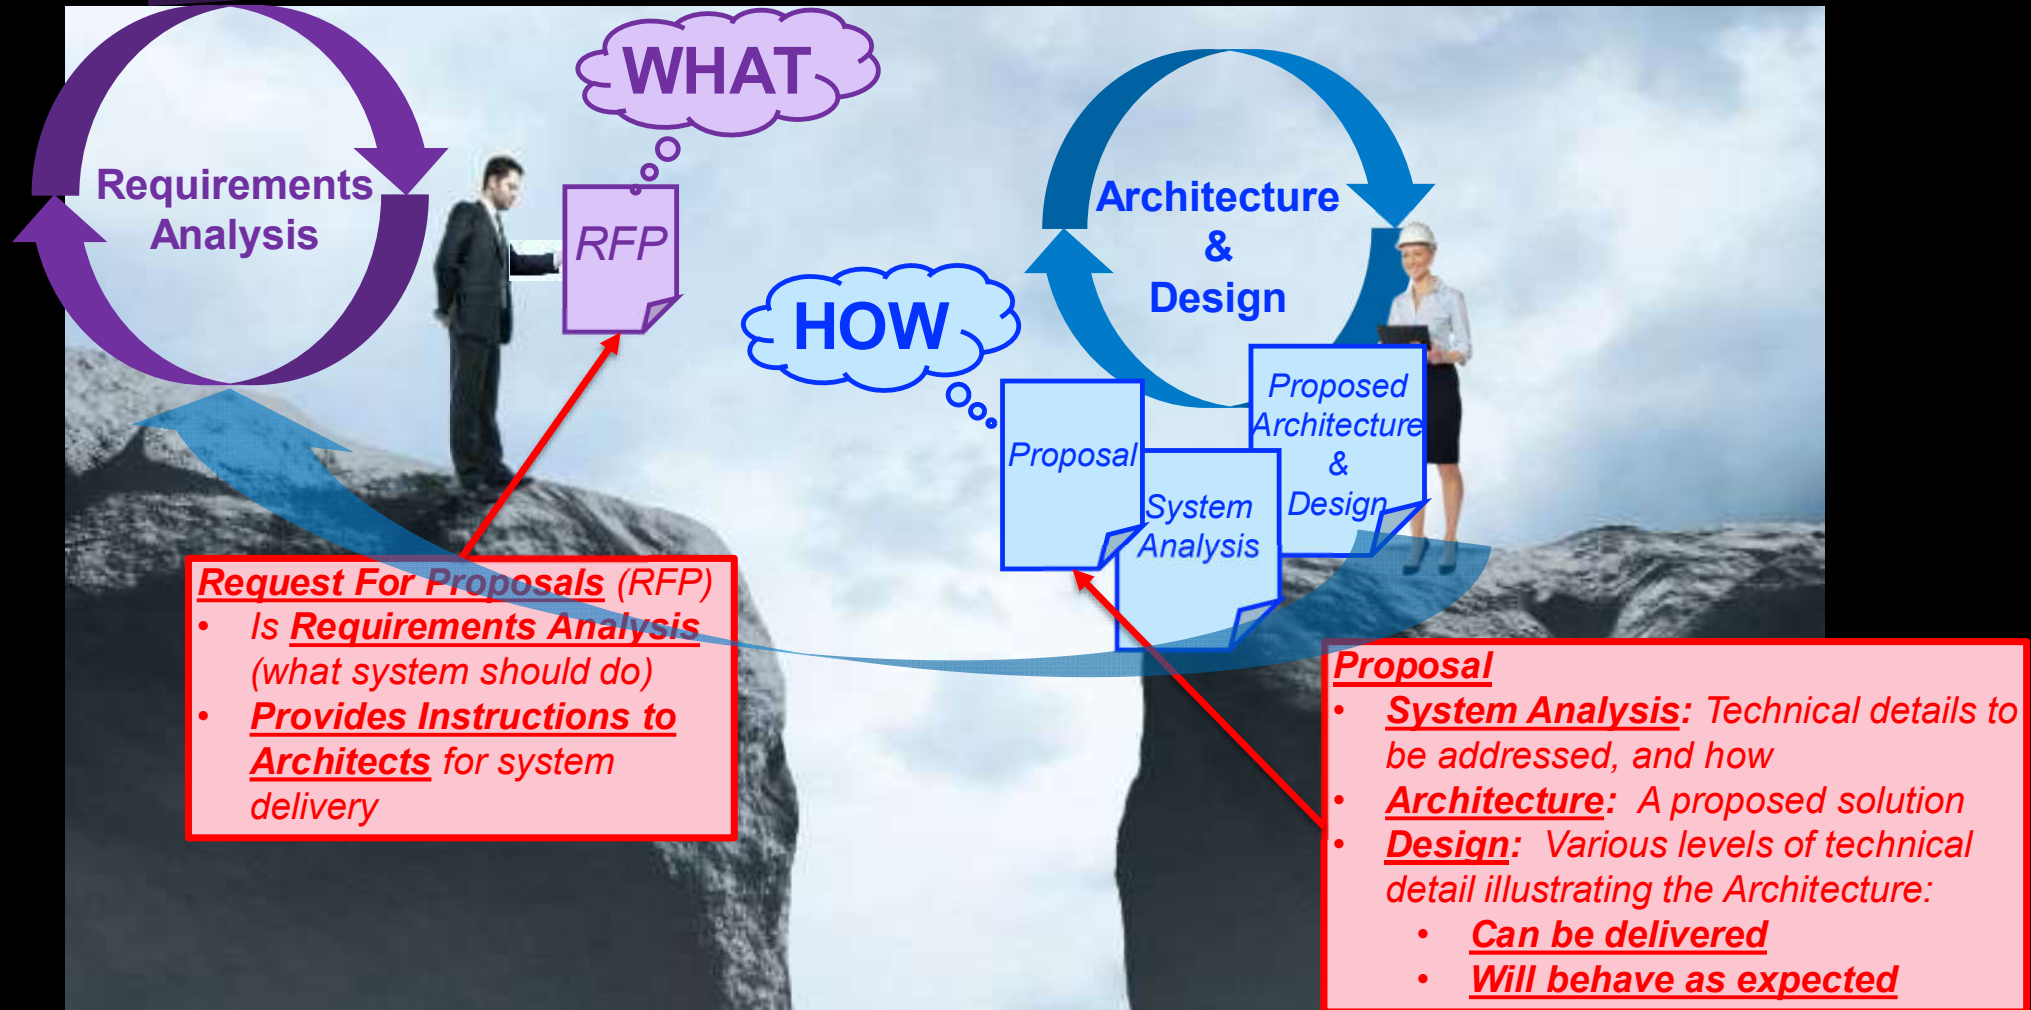 WHAT
Requirements
Analysis
RFP
Architecture
&
Design
HOW
Proposed
Architecture
&
Design
Proposal
System
Analysis
Request For Proposals (RFP)
• Is Requirements Analysis
(what system should do)
• Provides Instructions to
Architects for system
delivery
Proposal
• System Analysis: Technical details to
be addressed, and how
• Architecture: A proposed solution
• Design: Various levels of technical
detail illustrating the Architecture:
• Can be delivered
• Will behave as expected